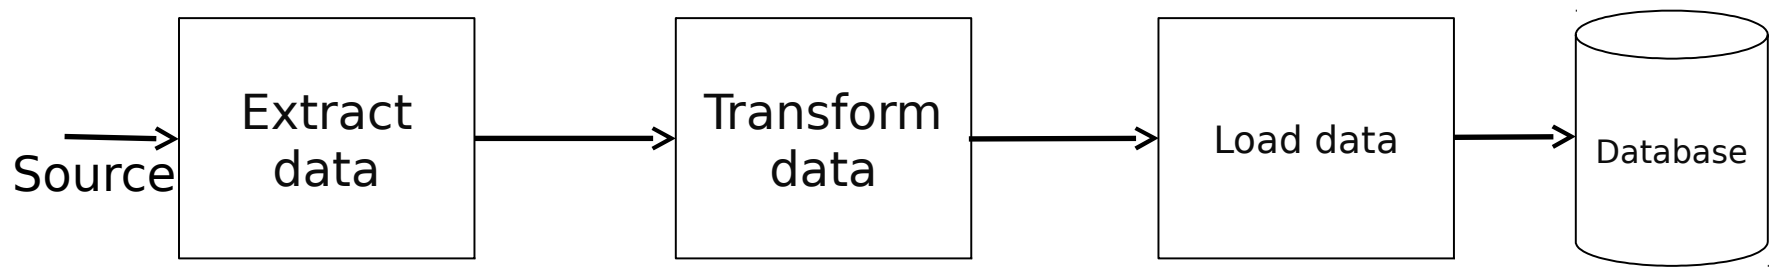 Source
Extract
data
Transform
data
Load data
Database